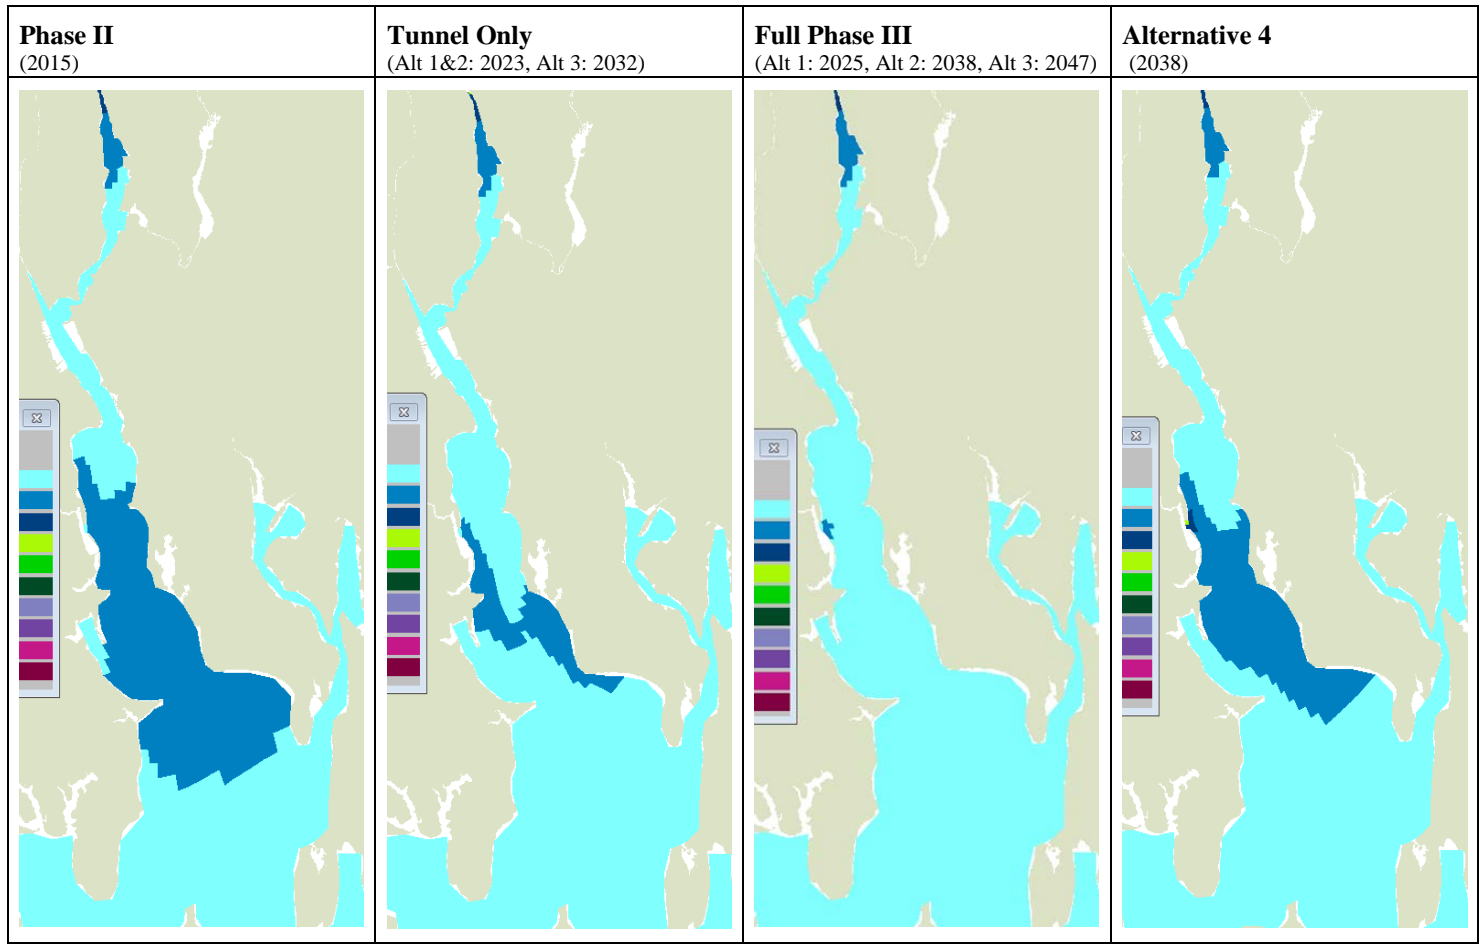 Phase II
(2015)
Tunnel Only
(Alt 1&2: 2023, Alt 3: 2032)
Full Phase III
(Alt 1: 2025, Alt 2: 2038, Alt 3: 2047)
Alternative 4
(2038)